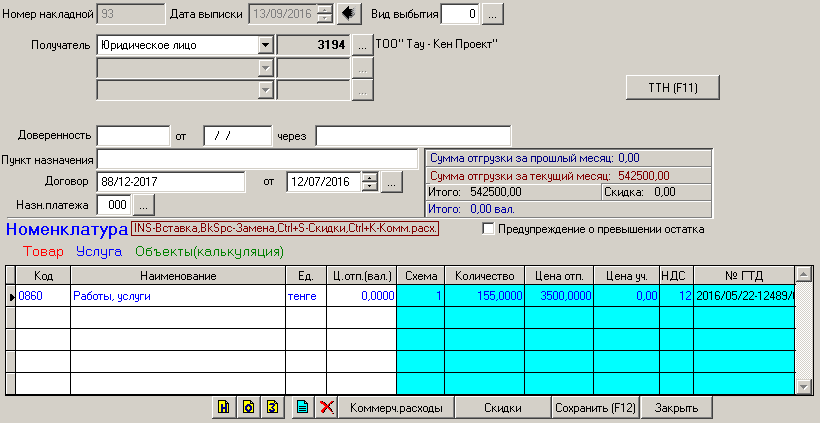 Номер накладной 93 Дата выписки 13/09/2016 Вид выбытия 0 ...
Получатель Юридическое лицо 3194 ... ТОО" Тау - Кен Проект"
...
...
ТТН (F11)
Доверенность от / / через
Пункт назначения
Сумма отгрузки за прошлый месяц: 0,00
Договор 88/12-2017 от 12/07/2016 ...
Сумма отгрузки за текущий месяц: 542500,00
Итого: 542500,00 Скидка: 0,00
Назн.платежа 000 ...
Итого: 0,00 вал.
Номенклатура INS-Вставка,BkSpc-Замена,Ctrl+S-Скидки,Ctrl+K-Комм.расх. Предупреждение о превышении остатка
Товар Услуга Объекты(калькуляция)
Код Наименование Ед. Ц.отп.(вал.) Схема Количество Цена отп. Цена уч. НДС № ГТД
0860 Работы, услуги тенге 0,0000 1 155,0000 3500,0000 0,00 12 2016/05/22-12489/
Н О З Коммерч.расходы Скидки Сохранить (F12) Закрыть